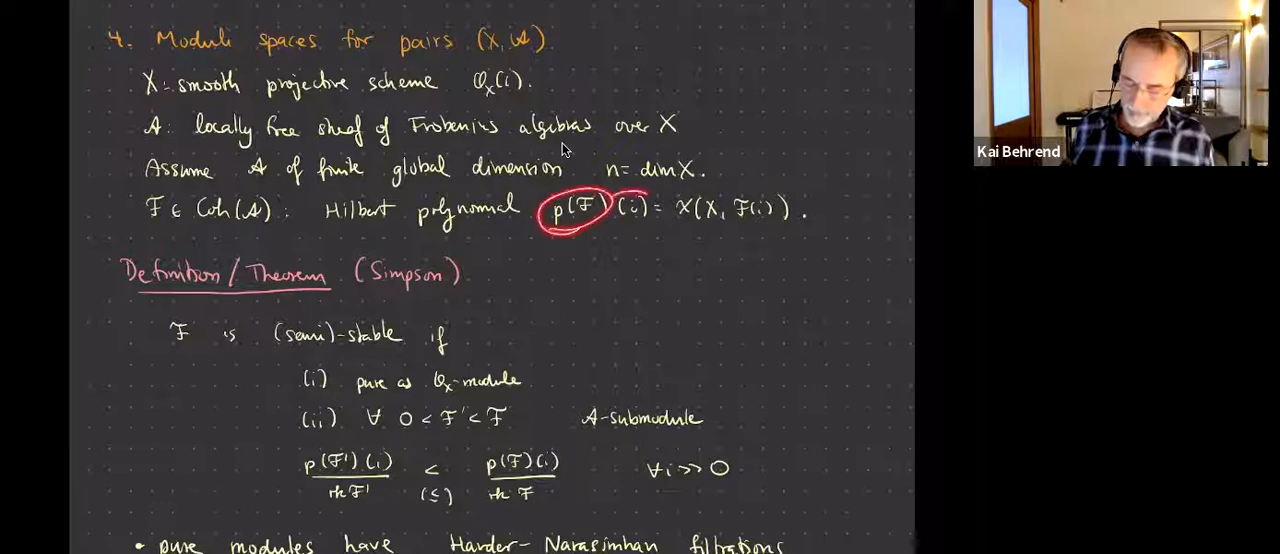 4. Moduli spaces for pairs (X, A)
X: smooth projective scheme O_X(i).
A: locally free sheaf of Frobenius algebras over X
Assume A of finite global dimension n = dim X.
F ∈ Coh(A): Hilbert polynomial p(F)(i) = χ(X, F(i)).
Definition / Theorem (Simpson)
F is (semi)-stable if
(i) pure as O_X-module
(ii) ∀ 0 < F' < F A-submodule
p(F')(i) / rk F' < (≤) p(F)(i) / rk F ∀ i >> 0
• pure modules have Harder-Narasimhan filtrations
Kai Behrend